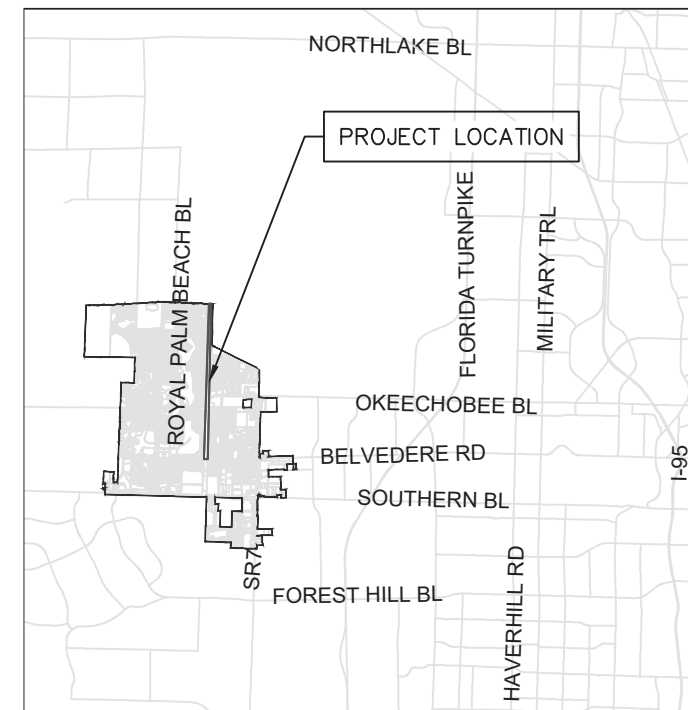 NORTHLAKE BL
PROJECT LOCATION
FLORIDA TURNPIKE
MILITARY TRL
ROYAL PALM BEACH BL
OKEECHOBEE BL
BELVEDERE RD
I-95
SOUTHERN BL
SR7
FOREST HILL BL
HAVERHILL RD